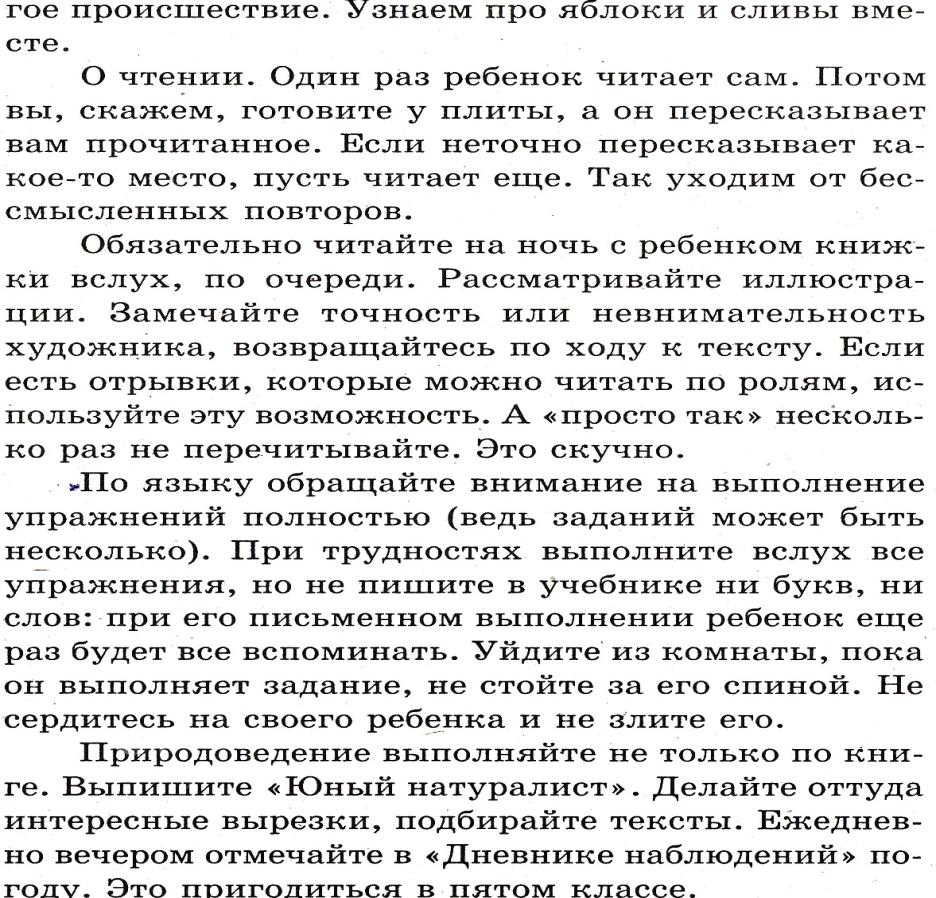 гое происшествие. Узнаем про яблоки и сливы вме-
сте.
О чтении. Один раз ребенок читает сам. Потом
вы, скажем, готовите у плиты, а он пересказывает
вам прочитанное. Если неточно пересказывает ка-
кое-то место, пусть читает еще. Так уходим от бес-
смысленных повторов.
Обязательно читайте на ночь с ребенком книж-
ки вслух, по очереди. Рассматривайте иллюстра-
ции. Замечайте точность или невнимательность
художника, возвращайтесь по ходу к тексту. Если
есть отрывки, которые можно читать по ролям, ис-
пользуйте эту возможность. А «просто так» несколь-
ко раз не перечитывайте. Это скучно.
По языку обращайте внимание на выполнение
упражнений полностью (ведь заданий может быть
несколько). При трудностях выполните вслух все
упражнения, но не пишите в учебнике ни букв, ни
слов: при его письменном выполнении ребенок еще
раз будет все вспоминать. Уйдите из комнаты, пока
он выполняет задание, не стойте за его спиной. Не
сердитесь на своего ребенка и не злите его.
Природоведение выполняйте не только по кни-
ге. Выпишите «Юный натуралист». Делайте оттуда
интересные вырезки, подбирайте тексты. Ежеднев-
но вечером отмечайте в «Дневнике наблюдений» по-
году. Это пригодиться в пятом классе.